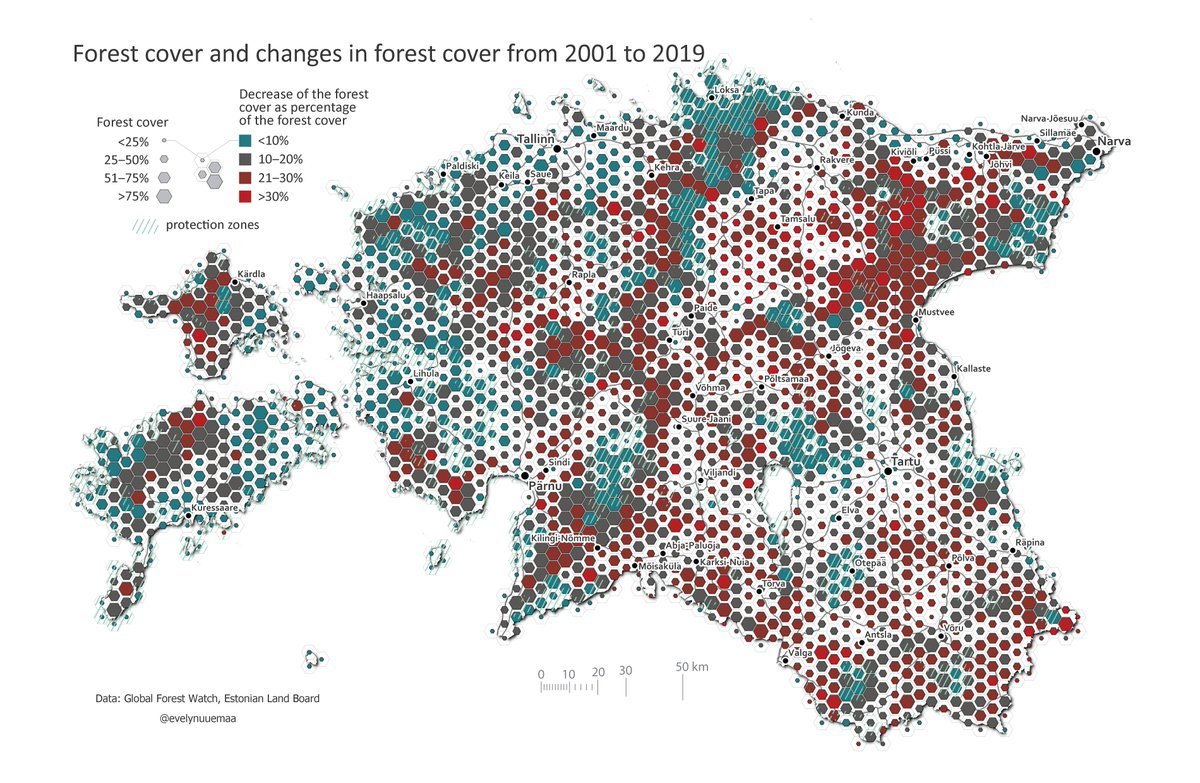 Forest cover and changes in forest cover from 2001 to 2019
Forest cover
<25%
25–50%
51–75%
>75%
Decrease of the forest
cover as percentage
of the forest cover
<10%
10–20%
21–30%
>30%
protection zones
Loksa
Kunda
Narva-Jõesuu
Sillamäe
Narva
Maardu
Tallinn
Kohtla-Järve
Püssi
Kiviõli
Jõhvi
Rakvere
Paldiski
Keila
Saue
Kehra
Tapa
Tamsalu
Kärdla
Haapsalu
Rapla
Paide
Mustvee
Türi
Jõgeva
Kallaste
Lihula
Võhma
Põltsamaa
Suure-Jaani
Sindi
Pärnu
Viljandi
Tartu
Kuressaare
Elva
Kilingi-Nõmme
Abja-Paluoja
Räpina
Mõisaküla
Karksi-Nuia
Otepää
Põlva
Tõrva
Antsla
Võru
Valga
0 10 20 30 50 km
Data: Global Forest Watch, Estonian Land Board
@evelynuuemaa